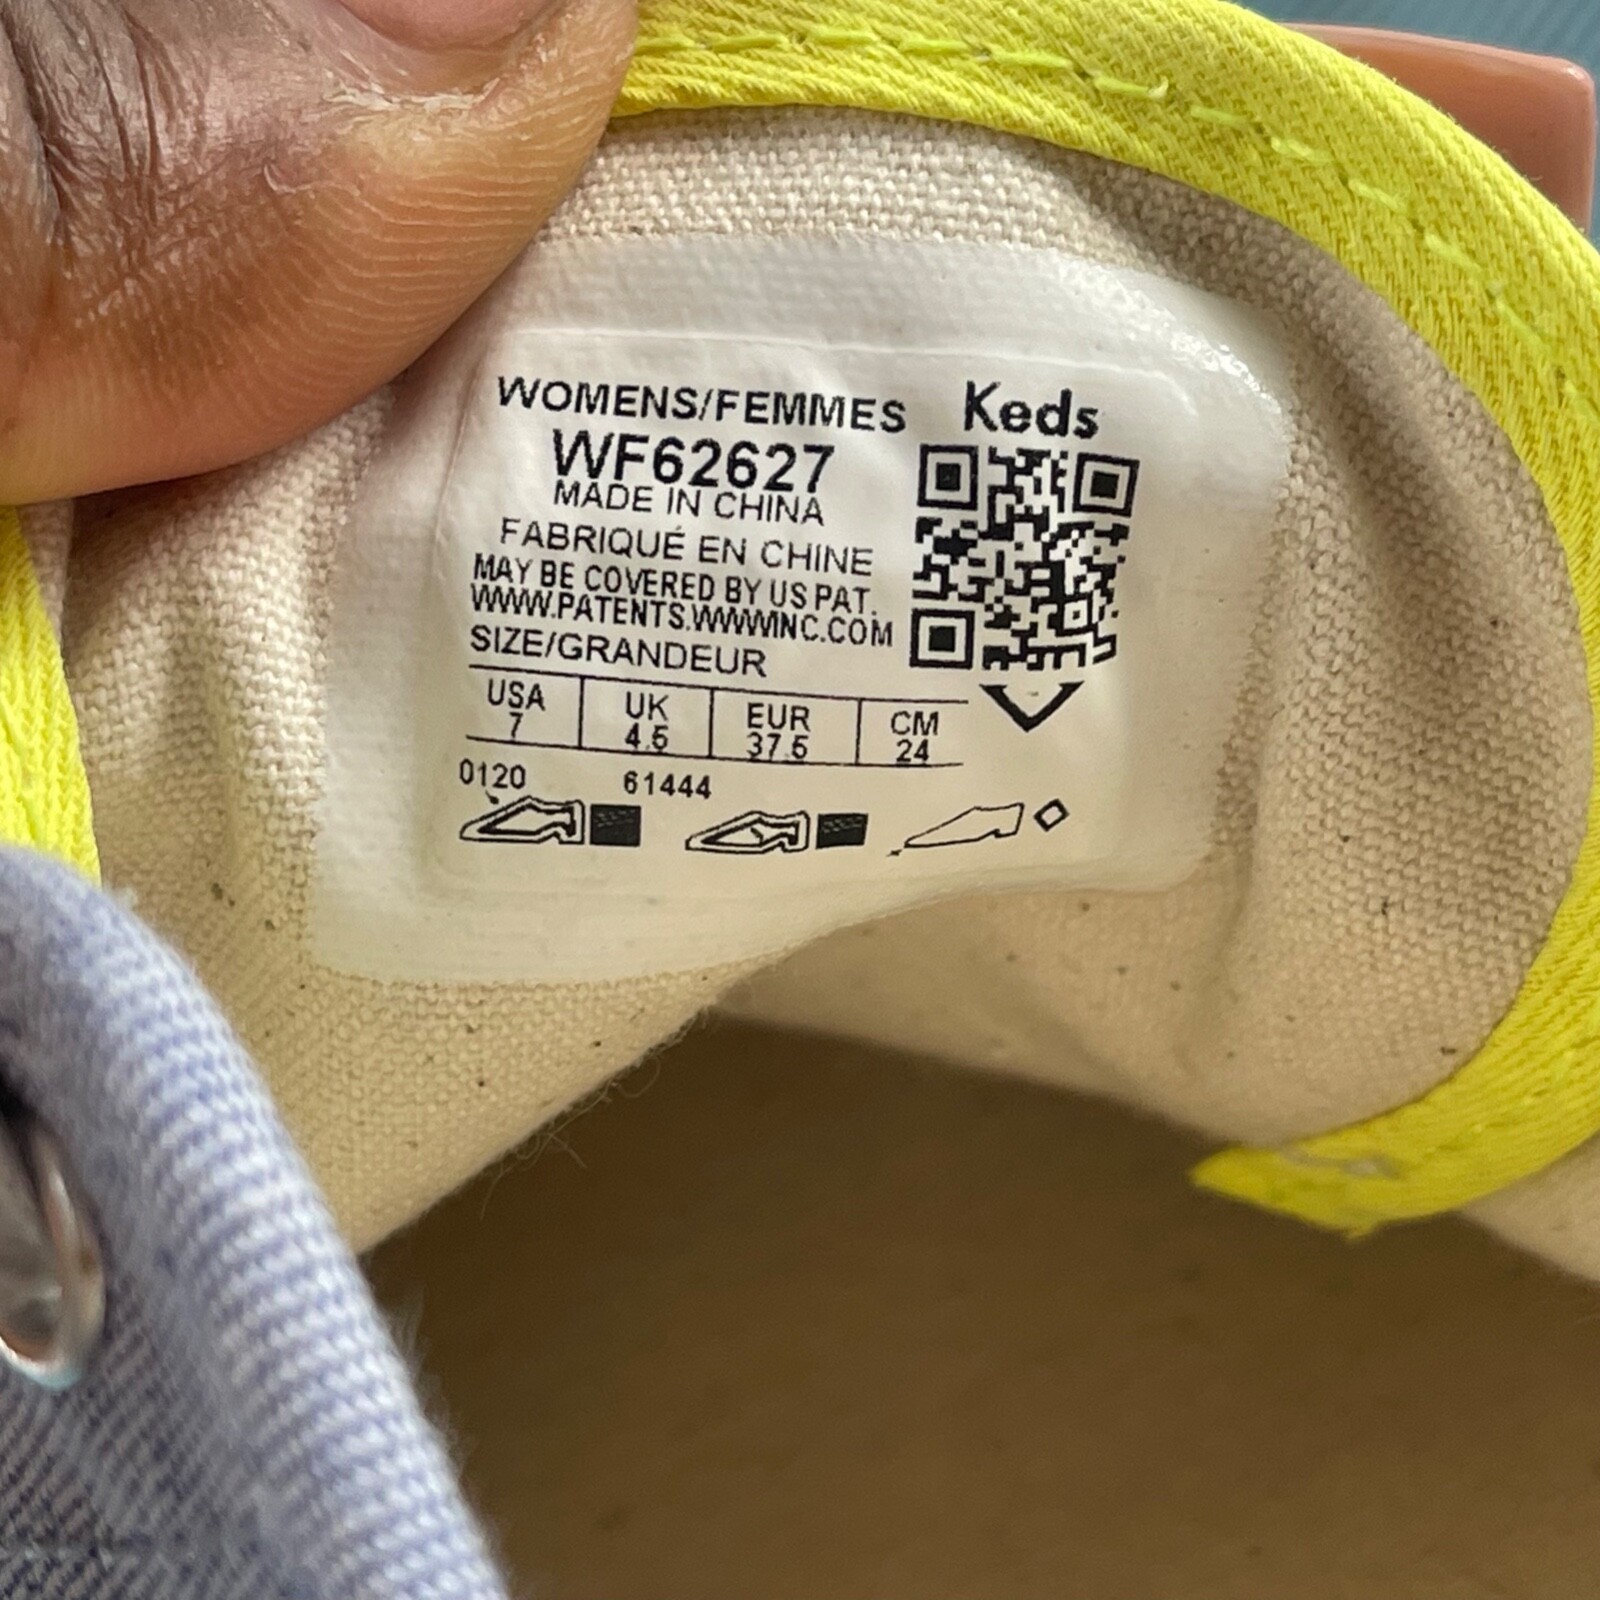 WOMENS/FEMMES
Keds
WF62627
MADE IN CHINA
FABRIQUÉ EN CHINE
MAY BE COVERED BY US PAT.
WWW.PATENTS.WWWINC.COM
SIZE/GRANDEUR
USA UK EUR CM
7 4.5 37.5 24
0120 61444